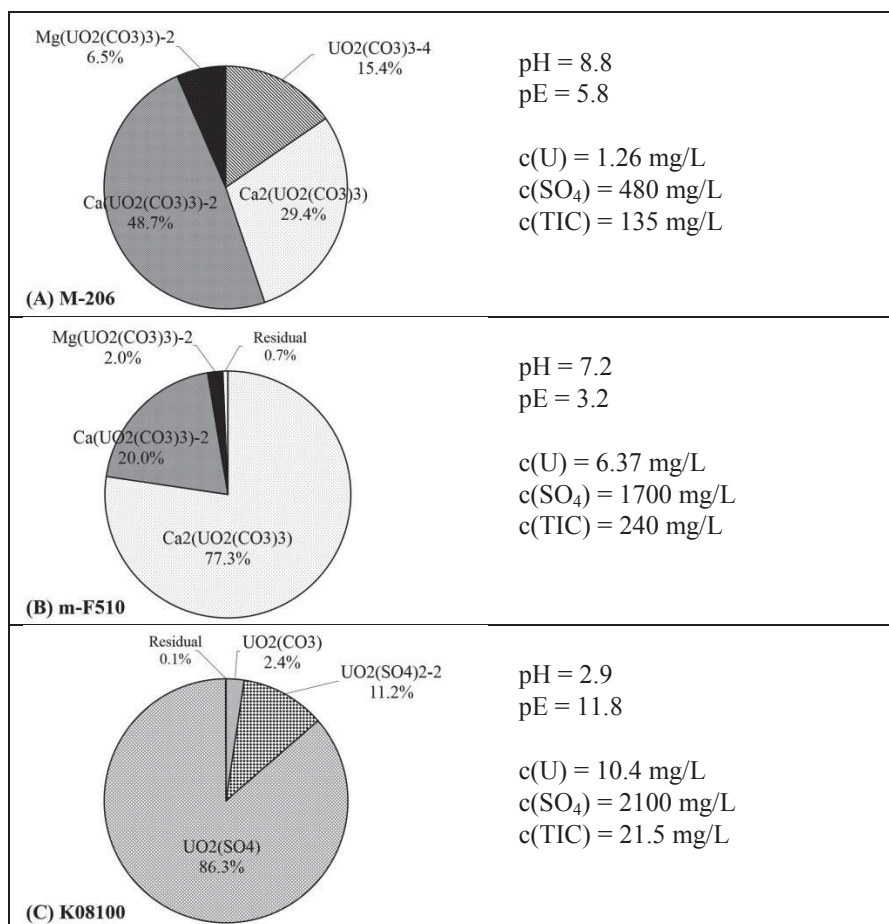 Mg(UO2(CO3)3)-2
6.5%
UO2(CO3)3-4
15.4%
Ca(UO2(CO3)3)-2
48.7%
Ca2(UO2(CO3)3)
29.4%
(A) M-206
pH = 8.8
pE = 5.8
c(U) = 1.26 mg/L
c(SO₄) = 480 mg/L
c(TIC) = 135 mg/L
Mg(UO2(CO3)3)-2
2.0%
Residual
0.7%
Ca(UO2(CO3)3)-2
20.0%
Ca2(UO2(CO3)3)
77.3%
(B) m-F510
pH = 7.2
pE = 3.2
c(U) = 6.37 mg/L
c(SO₄) = 1700 mg/L
c(TIC) = 240 mg/L
Residual
0.1%
UO2(CO3)
2.4%
UO2(SO4)2-2
11.2%
UO2(SO4)
86.3%
(C) K08100
pH = 2.9
pE = 11.8
c(U) = 10.4 mg/L
c(SO₄) = 2100 mg/L
c(TIC) = 21.5 mg/L